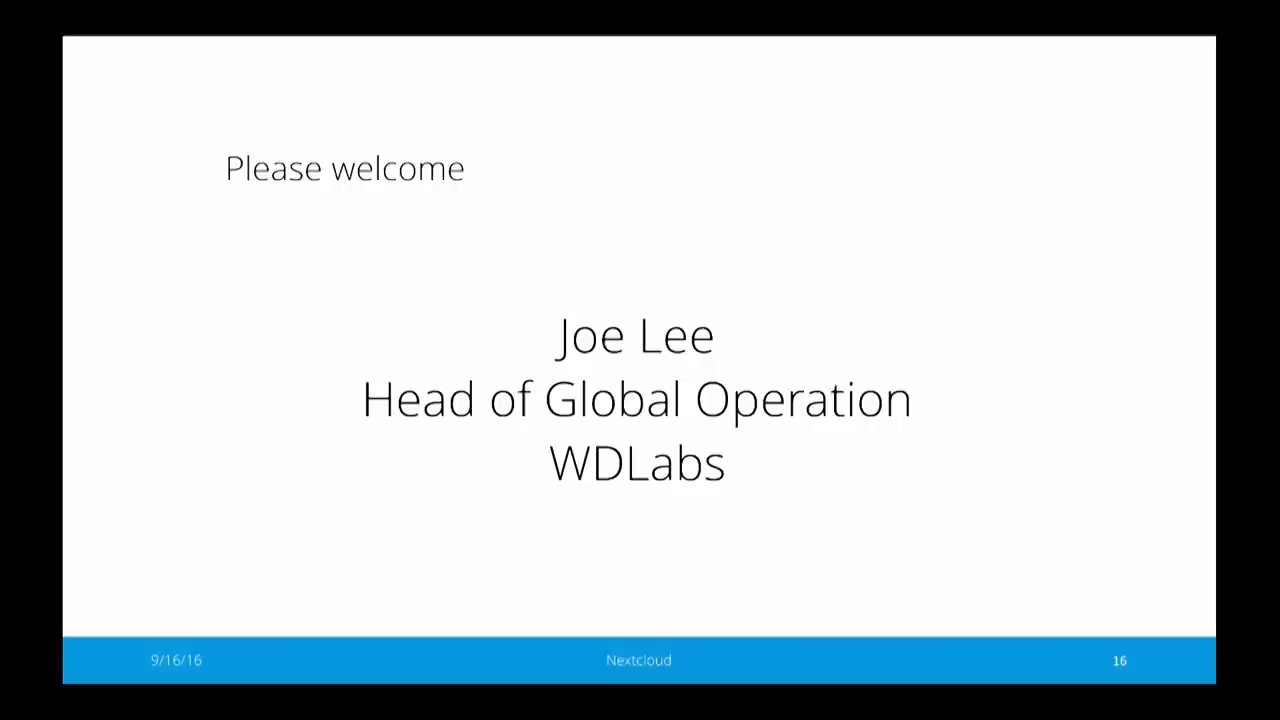 Please welcome
Joe Lee
Head of Global Operation
WDLabs
9/16/16
Nextcloud
16